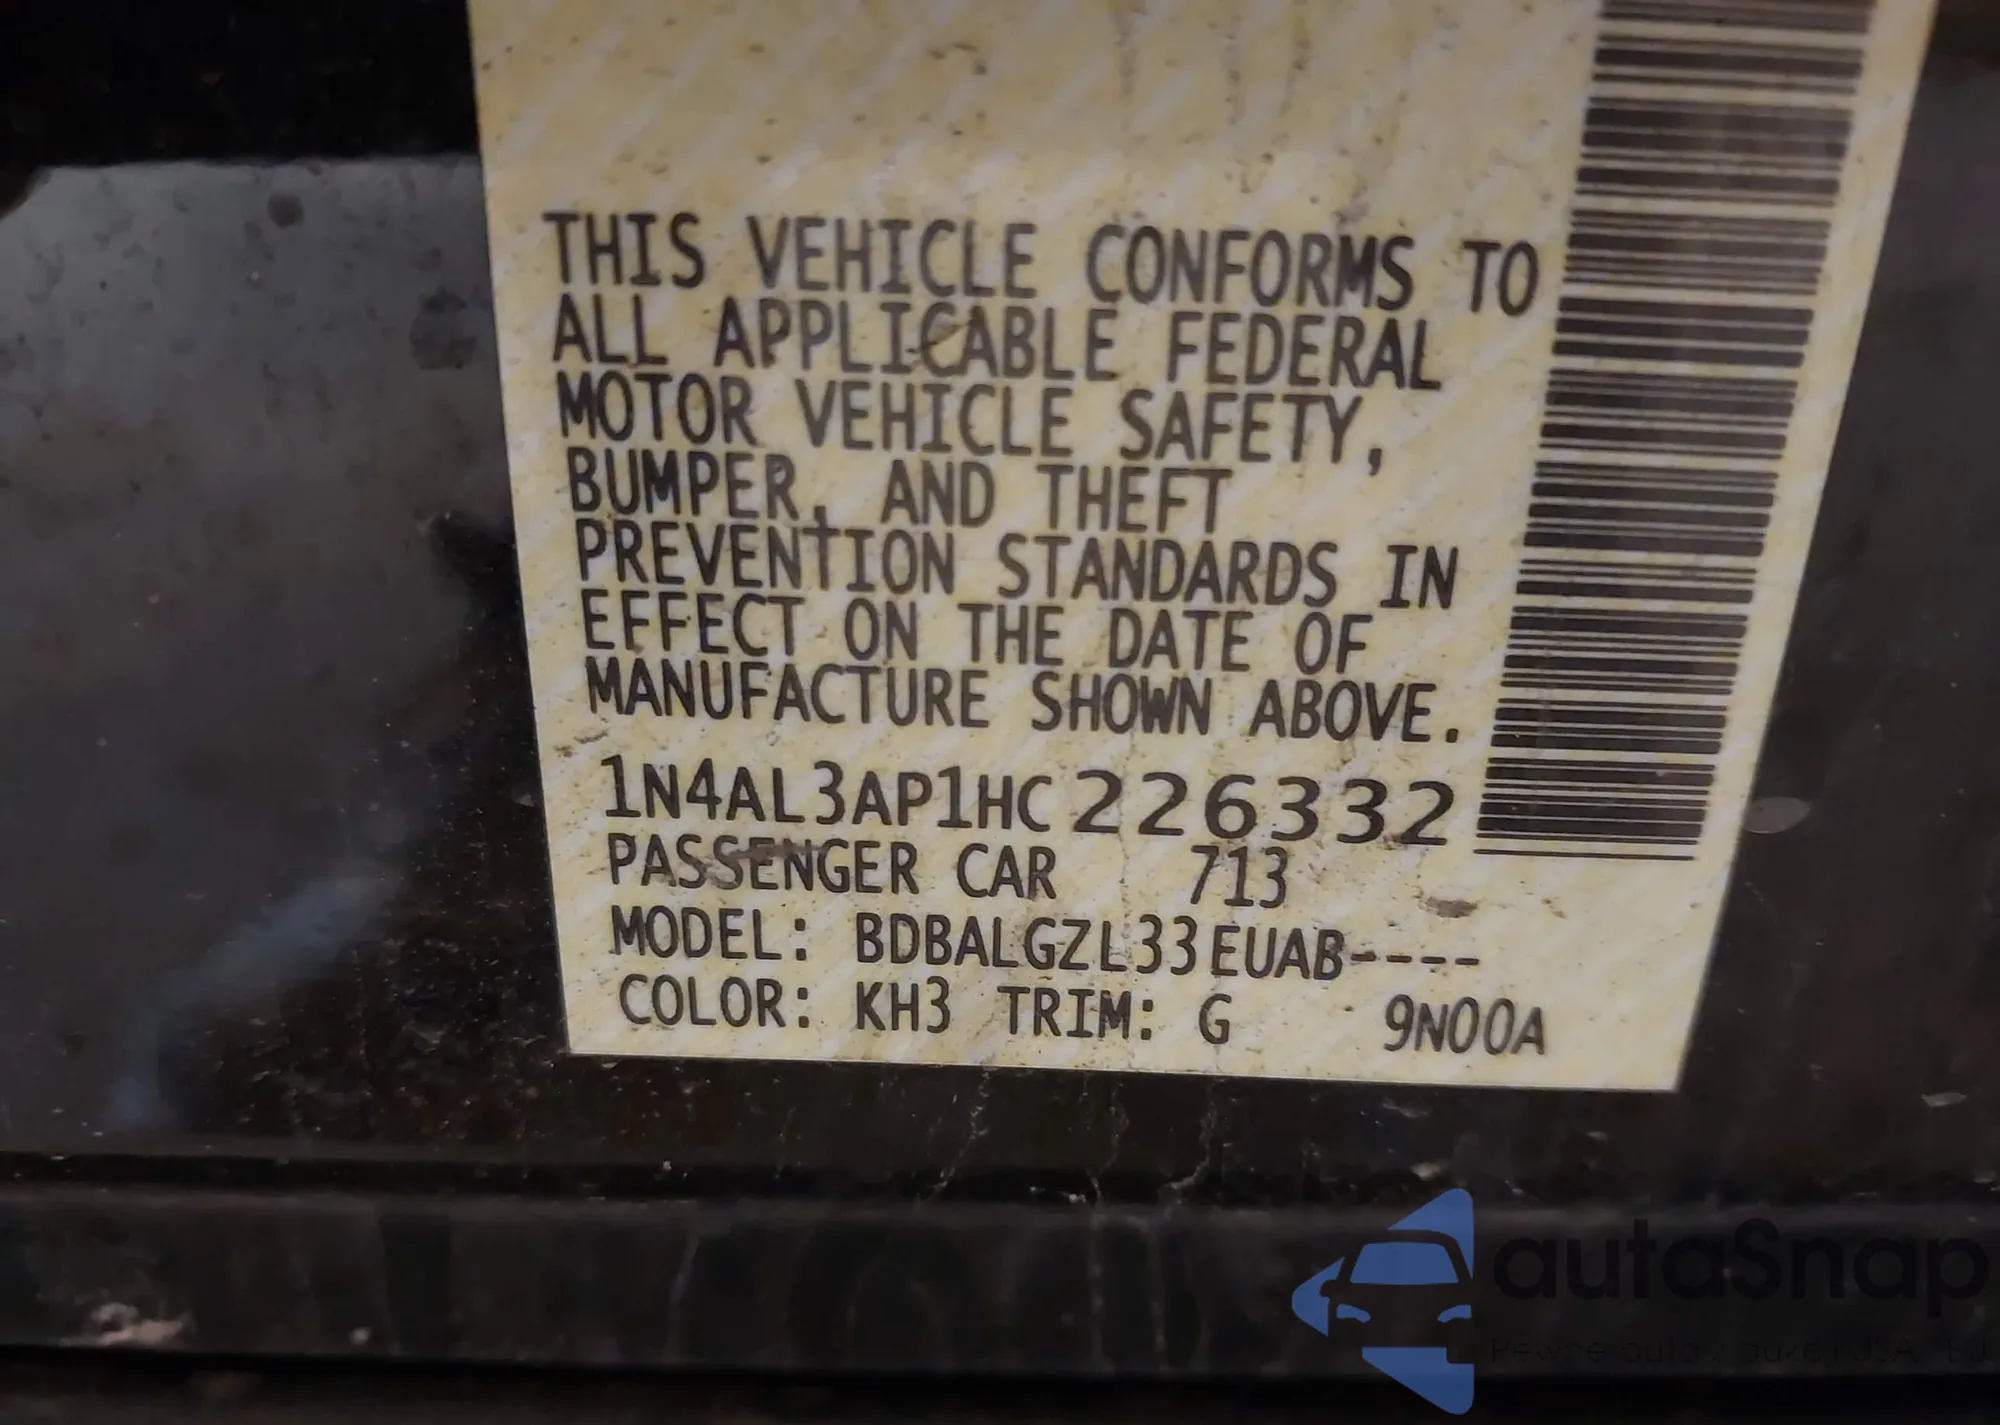 THIS VEHICLE CONFORMS TO
ALL APPLICABLE FEDERAL
MOTOR VEHICLE SAFETY,
BUMPER, AND THEFT
PREVENTION STANDARDS IN
EFFECT ON THE DATE OF
MANUFACTURE SHOWN ABOVE.
1N4AL3AP1HC226332
PASSENGER CAR 713
MODEL: BDBALGZL33EUAB----
COLOR: KH3 TRIM: G 9N00A
autaSnap